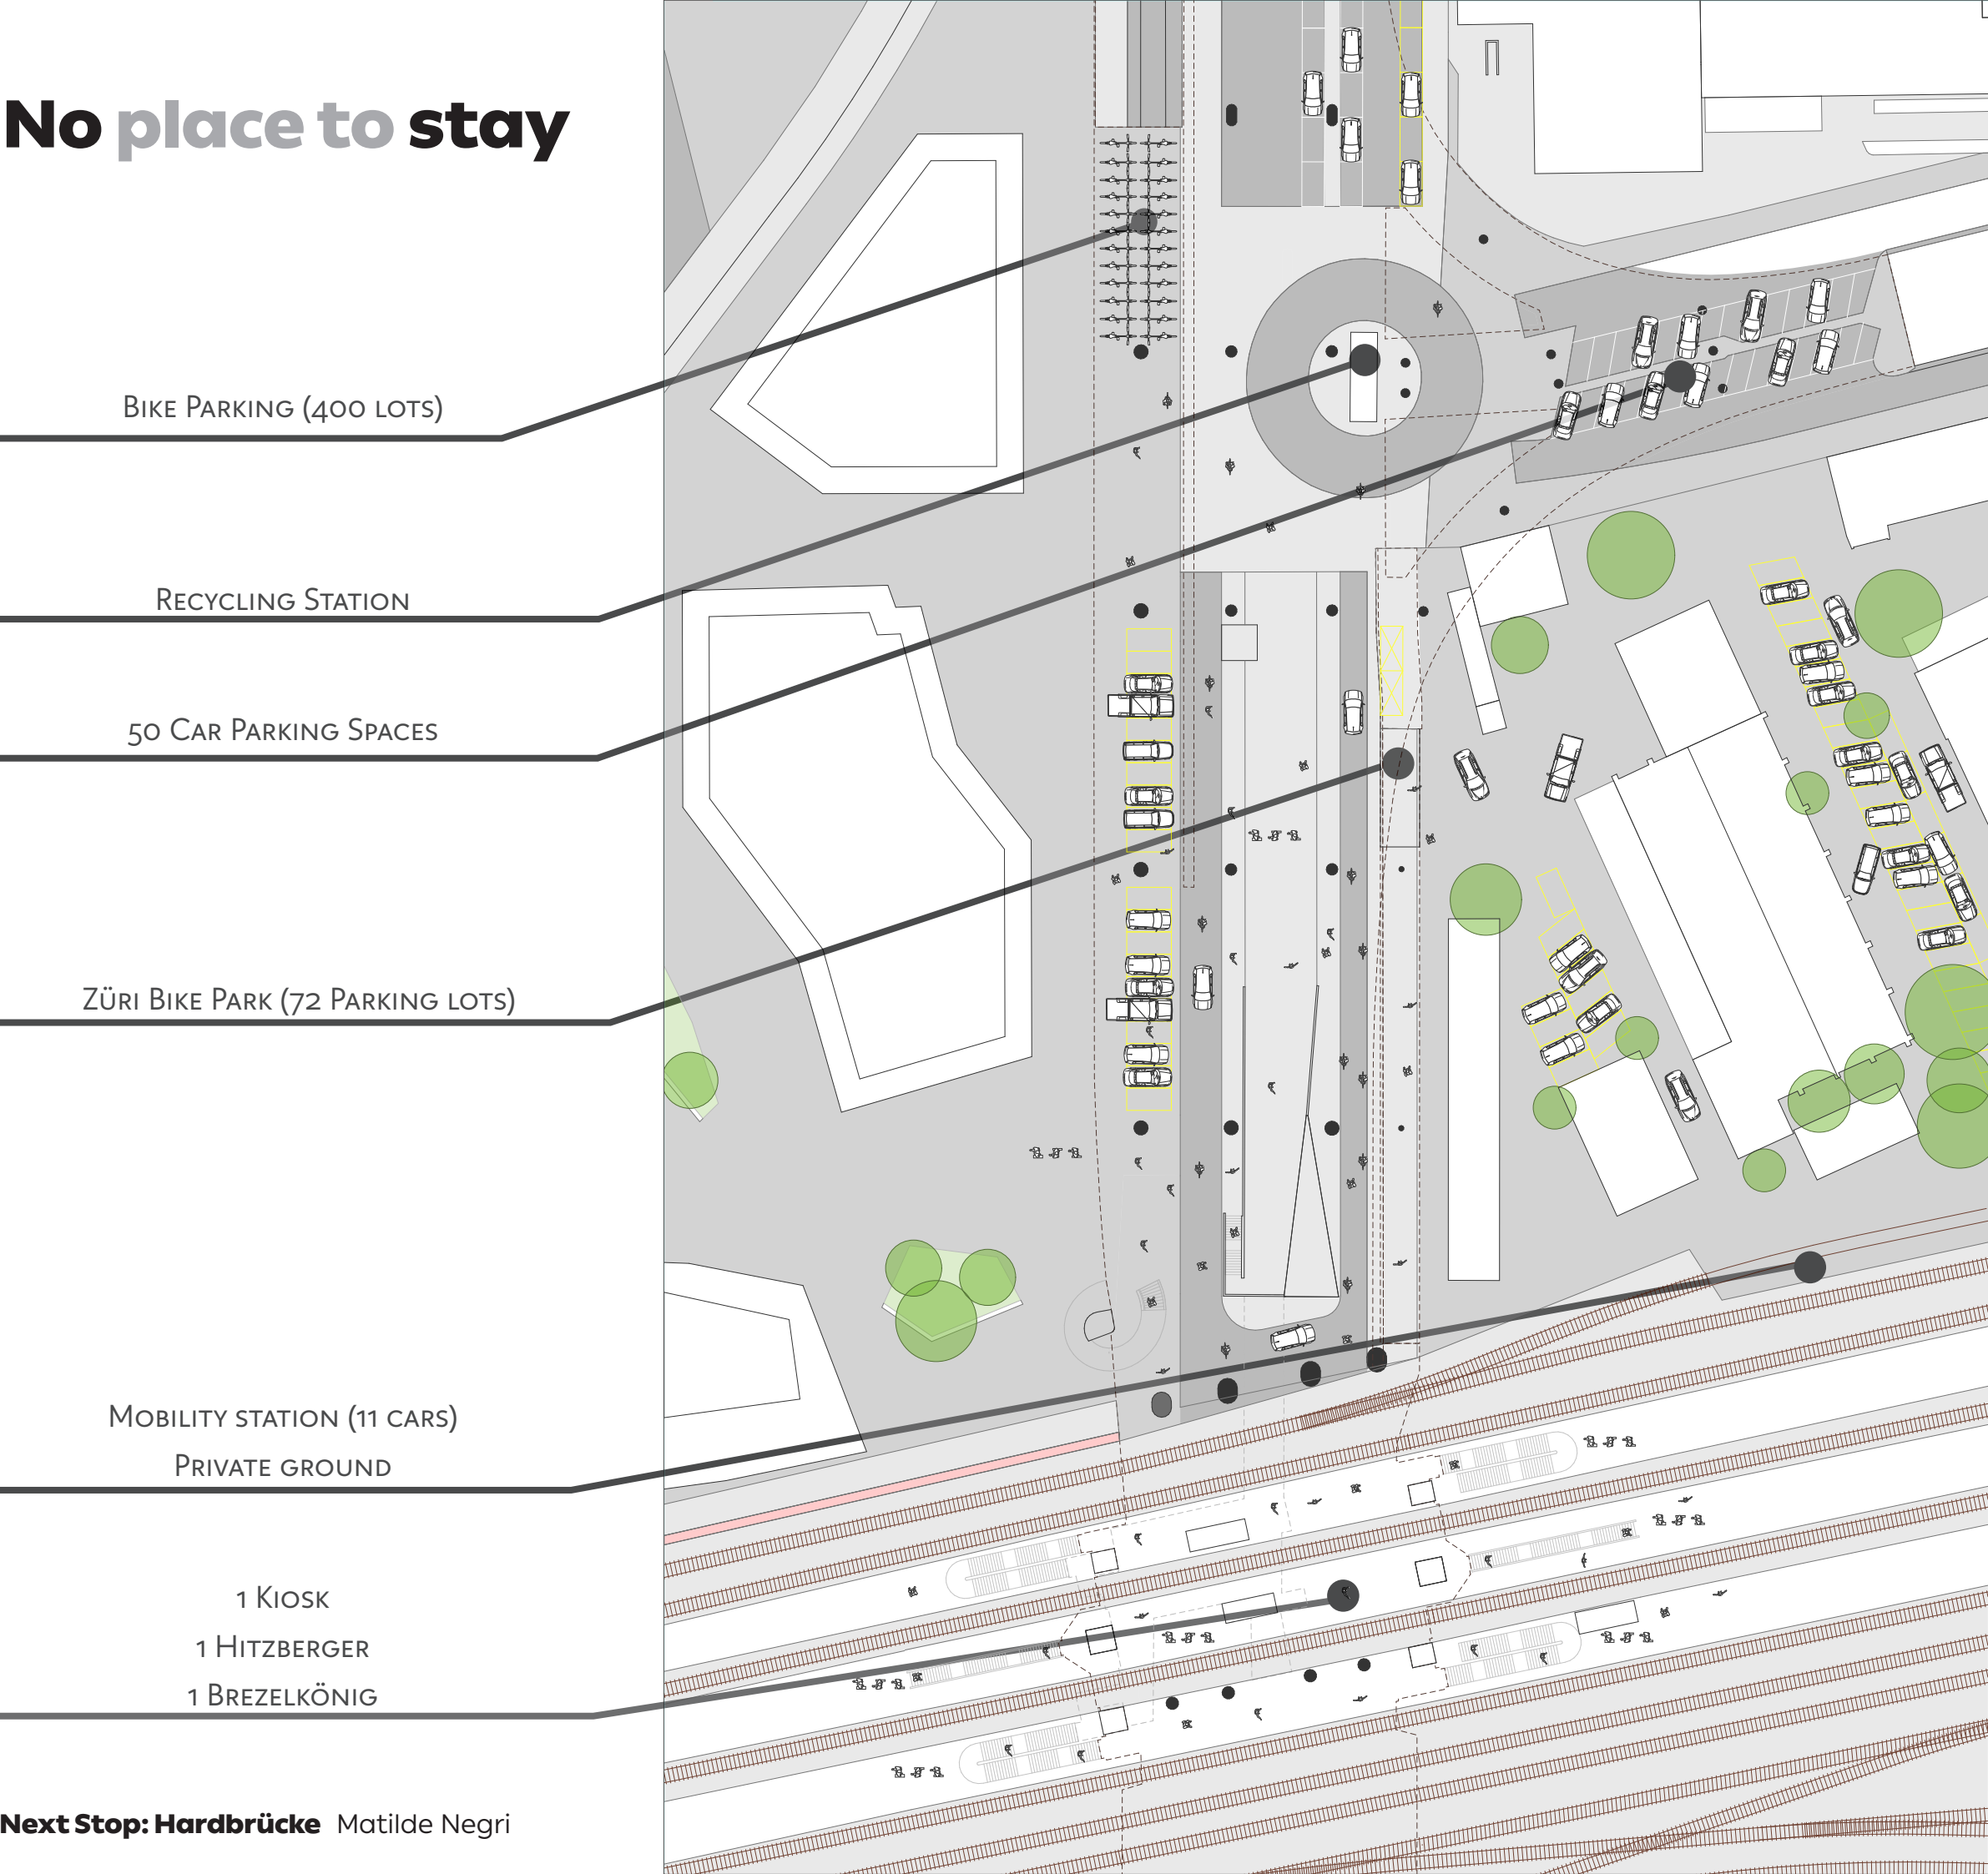 No place to stay
Bike Parking (400 lots)
Recycling Station
50 Car Parking Spaces
Züri Bike Park (72 Parking lots)
Mobility station (11 cars)
Private ground
1 Kiosk
1 Hitzberger
1 Brezelkönig
Next Stop: Hardbrücke Matilde Negri